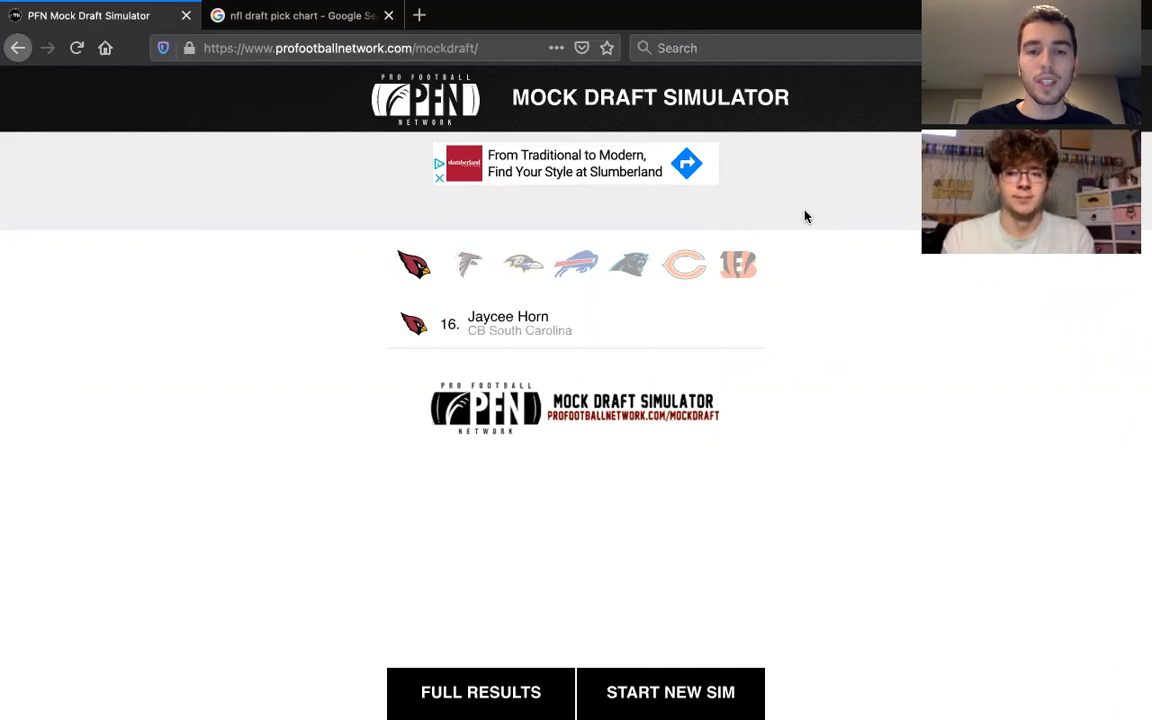 PFN Mock Draft Simulator
nfl draft pick chart - Google Se
https://www.profootballnetwork.com/mockdraft/
Search
PRO FOOTBALL
PFN
NETWORK
MOCK DRAFT SIMULATOR
slumberland
From Traditional to Modern,
Find Your Style at Slumberland
16.
Jaycee Horn
CB South Carolina
PRO FOOTBALL
PFN
NETWORK
MOCK DRAFT SIMULATOR
PROFOOTBALLNETWORK.COM/MOCKDRAFT
FULL RESULTS
START NEW SIM